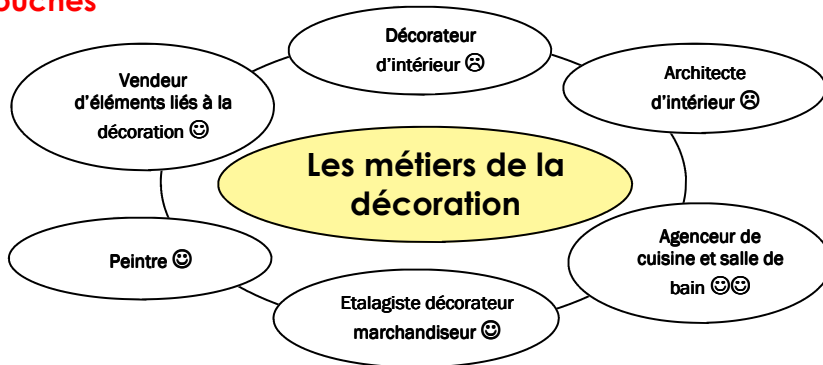 Décorateur
d'intérieur ☹
Vendeur
d'éléments liés à la
décoration ☺
Architecte
d'intérieur ☹
Les métiers de la
décoration
Peintre ☺
Agenceur de
cuisine et salle de
bain ☺☺
Etalagiste décorateur
marchandiseur ☺